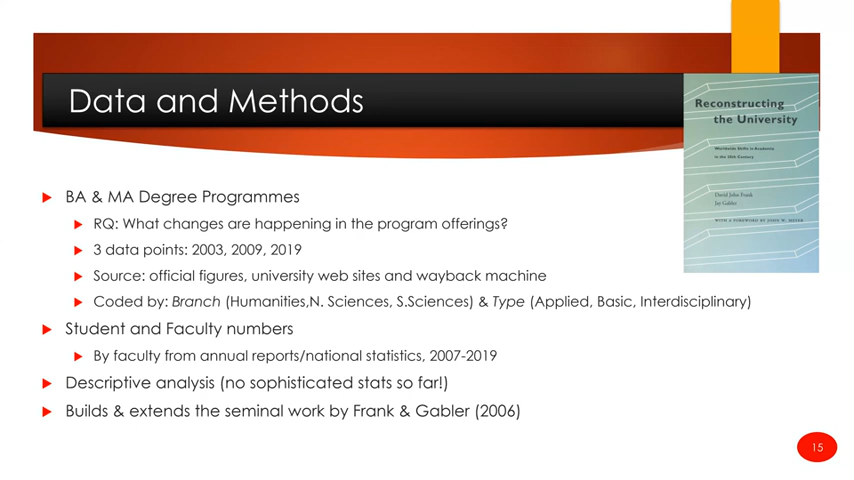 Data and Methods
Reconstructing
the University
Worldwide Shifts in Academia
in the 20th Century
David John Frank
Jay Gabler
WITH A FOREWORD BY JOHN W. MEYER
BA & MA Degree Programmes
RQ: What changes are happening in the program offerings?
3 data points: 2003, 2009, 2019
Source: official figures, university web sites and wayback machine
Coded by: Branch (Humanities,N. Sciences, S.Sciences) & Type (Applied, Basic, Interdisciplinary)
Student and Faculty numbers
By faculty from annual reports/national statistics, 2007-2019
Descriptive analysis (no sophisticated stats so far!)
Builds & extends the seminal work by Frank & Gabler (2006)
15